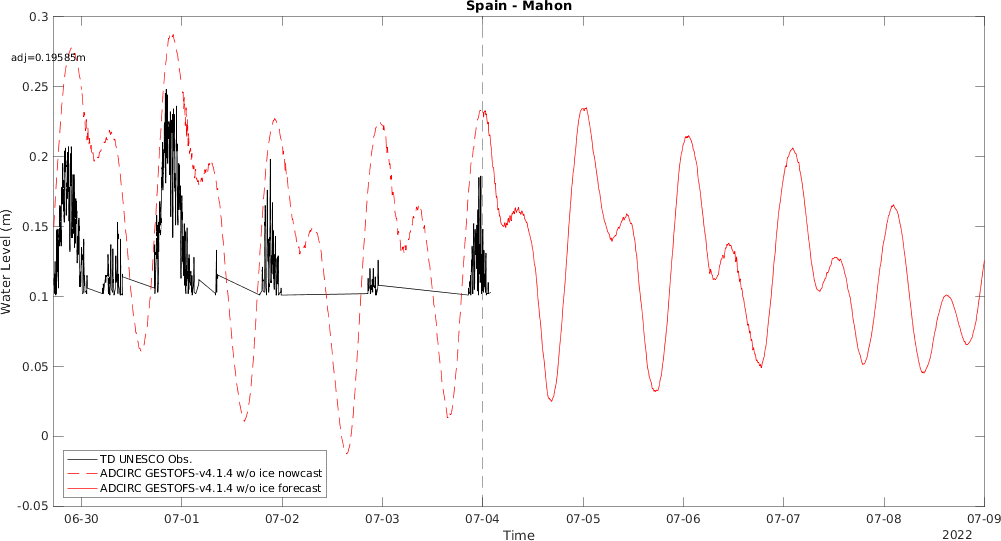 Spain - Mahon
adj=0.19585m
0.3
0.25
0.2
0.15
0.1
0.05
0
-0.05
Water Level (m)
TD UNESCO Obs.
ADCIRC GESTOFS-v4.1.4 w/o ice nowcast
ADCIRC GESTOFS-v4.1.4 w/o ice forecast
06-30 07-01 07-02 07-03 07-04 07-05 07-06 07-07 07-08 07-09
Time
2022